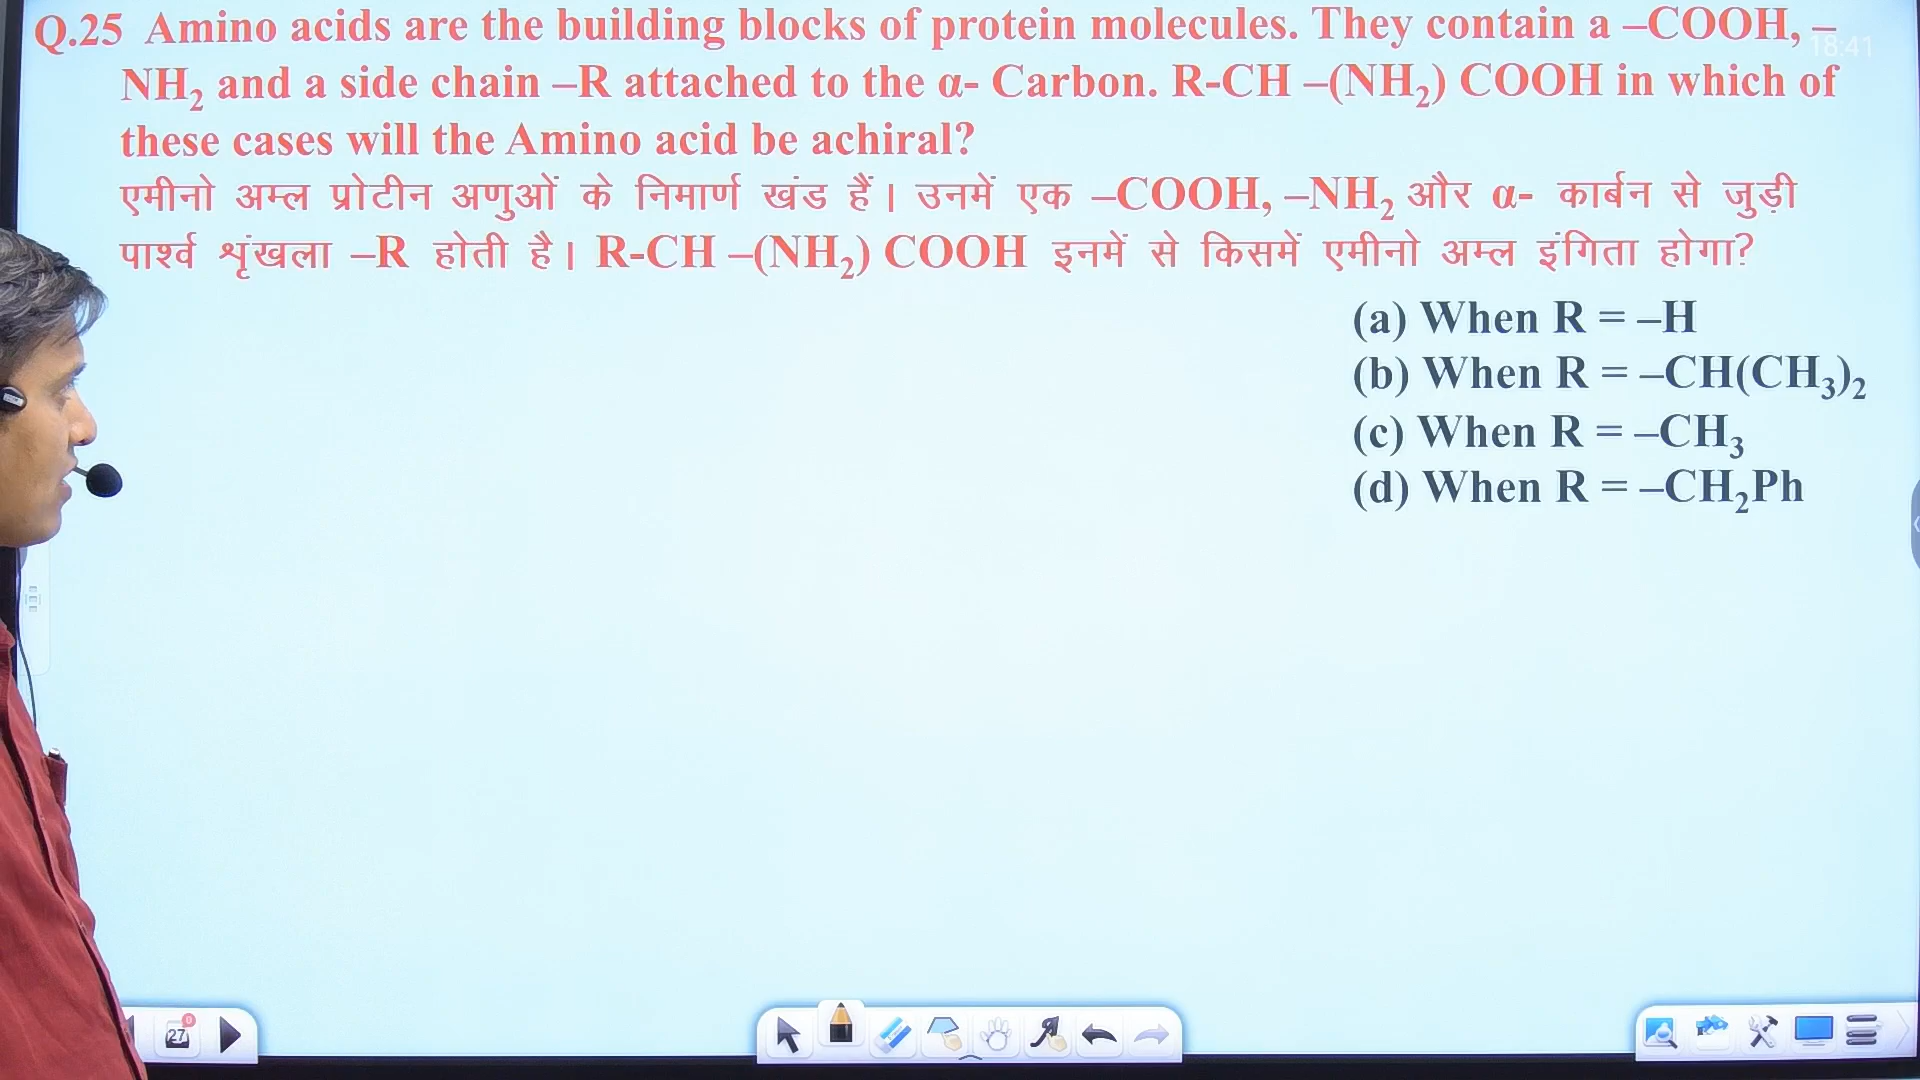 Q.25 Amino acids are the building blocks of protein molecules. They contain a –COOH, –
18:41
NH₂ and a side chain –R attached to the α- Carbon. R-CH –(NH₂) COOH in which of
these cases will the Amino acid be achiral?
एमीनो अम्ल प्रोटीन अणुओं के निमार्ण खंड हैं। उनमें एक –COOH, –NH₂ और α- कार्बन से जुड़ी
पार्श्व श्रृंखला –R होती है। R-CH –(NH₂) COOH इनमें से किसमें एमीनो अम्ल इंगिता होगा?
(a) When R = –H
(b) When R = –CH(CH₃)₂
(c) When R = –CH₃
(d) When R = –CH₂Ph
27
0